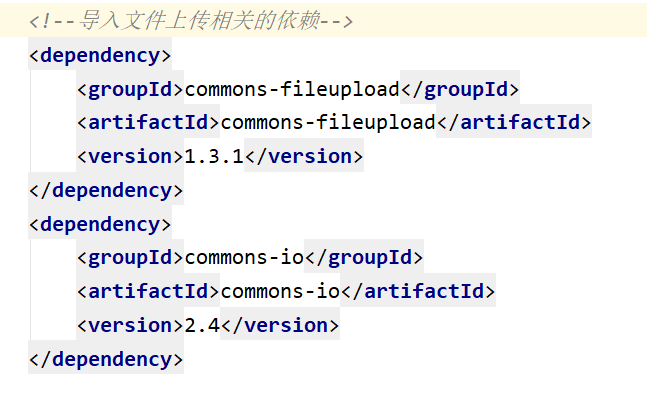 <!--导入文件上传相关的依赖-->
<dependency>
    <groupId>commons-fileupload</groupId>
    <artifactId>commons-fileupload</artifactId>
    <version>1.3.1</version>
</dependency>
<dependency>
    <groupId>commons-io</groupId>
    <artifactId>commons-io</artifactId>
    <version>2.4</version>
</dependency>